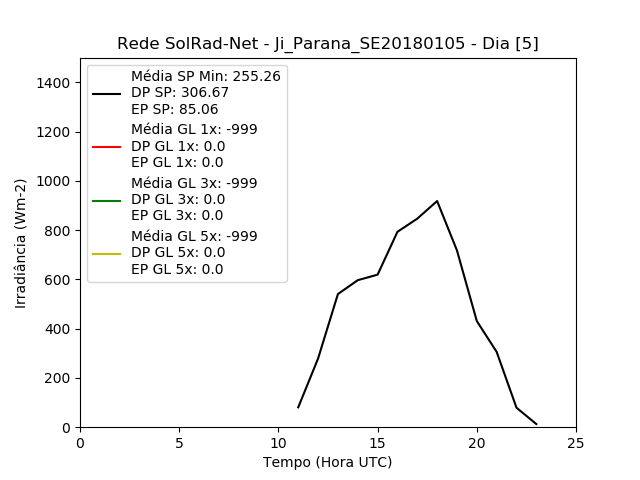 Rede SolRad-Net - Ji_Parana_SE20180105 - Dia [5]
Média SP Min: 255.26
DP SP: 306.67
EP SP: 85.06
Média GL 1x: -999
DP GL 1x: 0.0
EP GL 1x: 0.0
Média GL 3x: -999
DP GL 3x: 0.0
EP GL 3x: 0.0
Média GL 5x: -999
DP GL 5x: 0.0
EP GL 5x: 0.0
Irradiância (Wm-2)
1400
1200
1000
800
600
400
200
0
0 5 10 15 20 25
Tempo (Hora UTC)